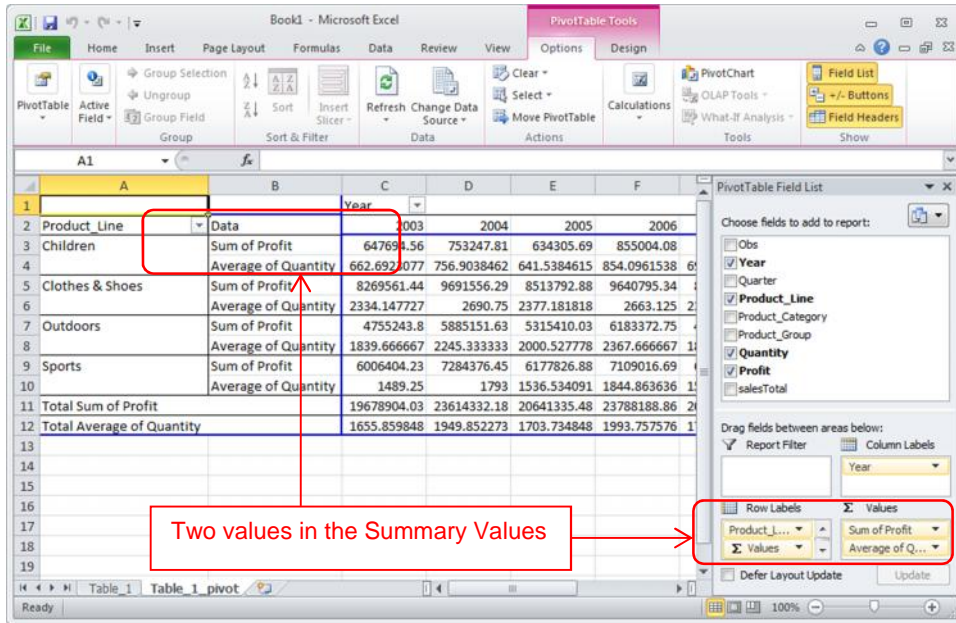 Book1 - Microsoft Excel
PivotTable Tools
File Home Insert Page Layout Formulas Data Review View Options Design
PivotTable
Active Field
Group Selection
Ungroup
Group Field
Group
Sort
Insert Slicer
Sort & Filter
Refresh
Change Data Source
Data
Clear
Select
Move PivotTable
Actions
Calculations
PivotChart
OLAP Tools
What-If Analysis
Tools
Field List
+/- Buttons
Field Headers
Show
A1 fx
A B C D E F
1 Year
2 Product_Line Data 2003 2004 2005 2006
3 Children Sum of Profit 647694.56 753247.81 634305.69 855004.08
4 Average of Quantity 662.6923077 756.9038462 641.5384615 854.0961538
5 Clothes & Shoes Sum of Profit 8269561.44 9691556.29 8513792.88 9640795.34
6 Average of Quantity 2334.147727 2690.75 2377.181818 2663.125
7 Outdoors Sum of Profit 4755243.8 5885151.63 5315410.03 6183372.75
8 Average of Quantity 1839.666667 2245.333333 2000.527778 2367.666667
9 Sports Sum of Profit 6006404.23 7284376.45 6177826.88 7109016.69
10 Average of Quantity 1489.25 1793 1536.534091 1844.863636
11 Total Sum of Profit 19678904.03 23614332.18 20641335.48 23788188.86
12 Total Average of Quantity 1655.859848 1949.852273 1703.734848 1993.757576
13
14
15
16
17
18
19
Two values in the Summary Values
PivotTable Field List
Choose fields to add to report:
Obs
Year
Quarter
Product_Line
Product_Category
Product_Group
Quantity
Profit
salesTotal
Drag fields between areas below:
Report Filter
Column Labels
Year
Row Labels
Σ Values
Product_L...
Sum of Profit
Σ Values
Average of Q...
Defer Layout Update
Update
Table_1 Table_1_pivot
Ready
100%